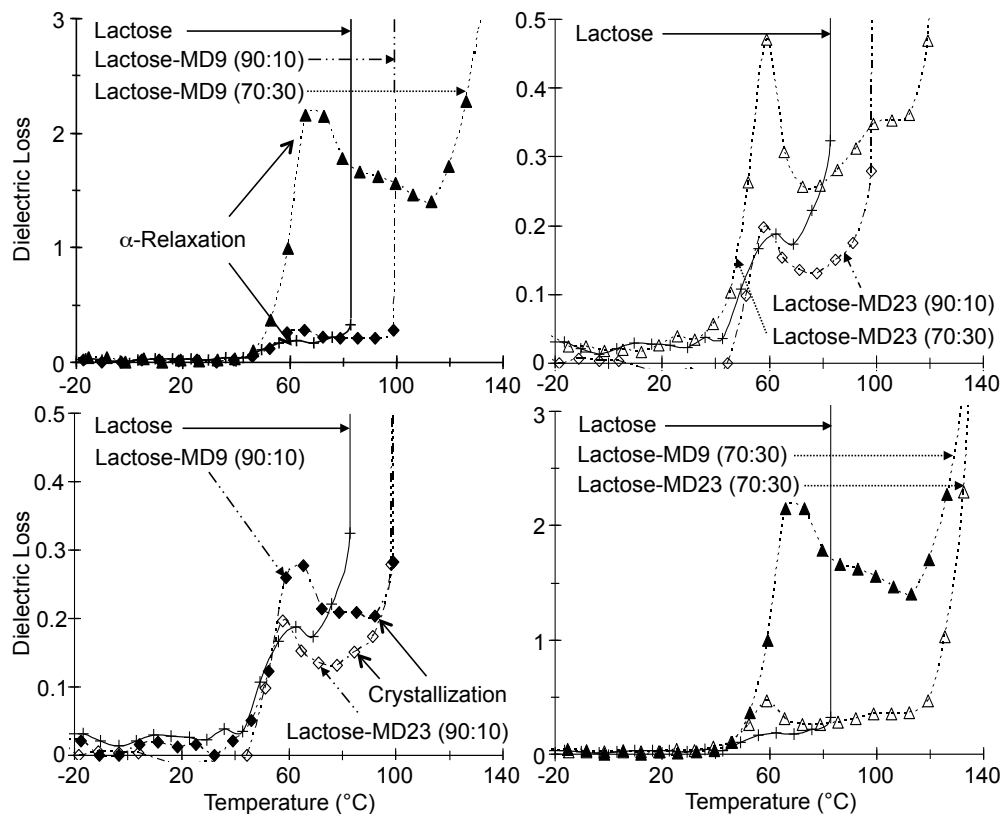 3
2
1
0
Dielectric Loss
Lactose
Lactose-MD9 (90:10)
Lactose-MD9 (70:30)
α-Relaxation
-20 20 60 100 140
0.5
0.4
0.3
0.2
0.1
0
Lactose
Lactose-MD23 (90:10)
Lactose-MD23 (70:30)
-20 20 60 100 140
0.5
0.4
0.3
0.2
0.1
0
Dielectric Loss
Lactose
Lactose-MD9 (90:10)
Crystallization
Lactose-MD23 (90:10)
-20 20 60 100 140
Temperature (°C)
3
2
1
0
Lactose
Lactose-MD9 (70:30)
Lactose-MD23 (70:30)
-20 20 60 100 140
Temperature (°C)